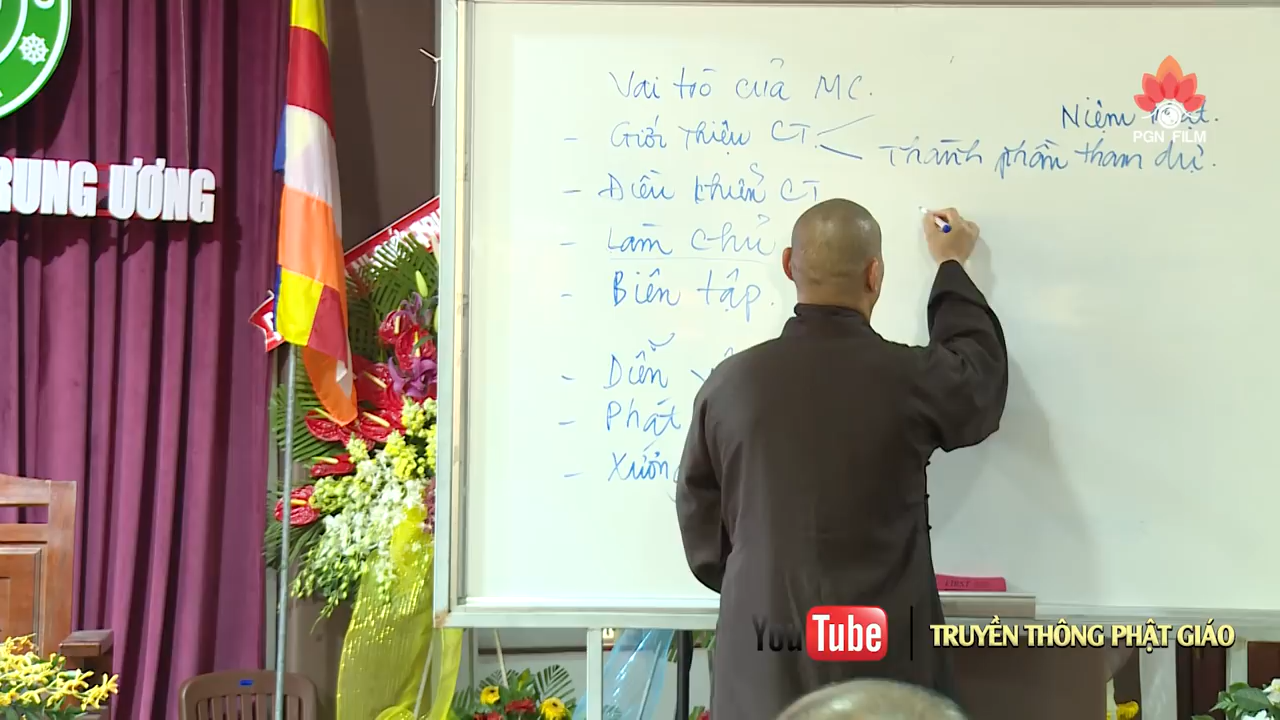 Vai trò của MC.
- Giới Thiệu CT.
Niệm
Thành phần tham dự.
- Điều khiển CT
- Làm chủ
- Biên tập.
- Diễn
- Phát
- Xướng
RUNG ƯƠNG
PGN FILM
FIRST
YouTube
TRUYỀN THÔNG PHẬT GIÁO